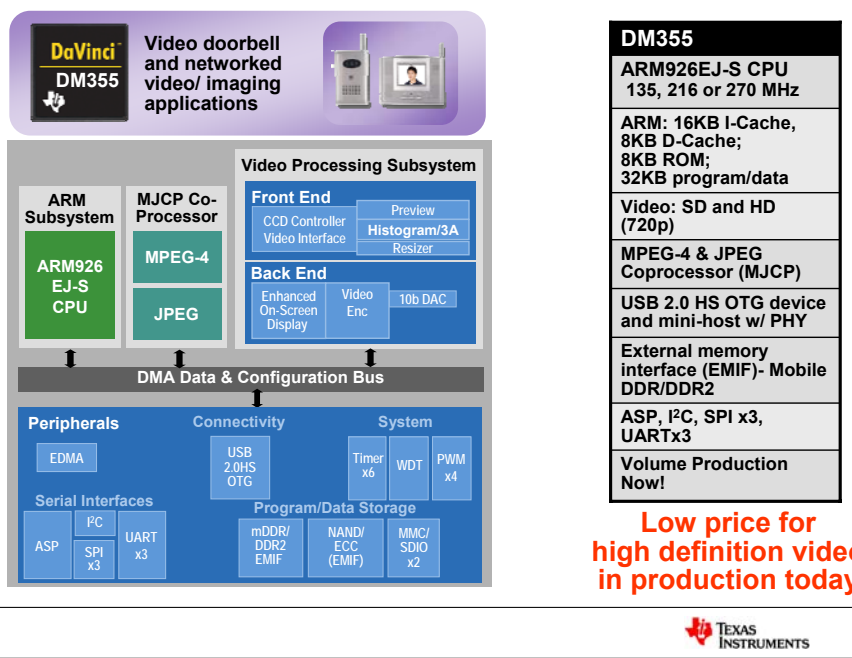 DaVinci™
DM355
Video doorbell
and networked
video/ imaging
applications
ARM
Subsystem
ARM926
EJ-S
CPU
MJCP Co-
Processor
MPEG-4
JPEG
Video Processing Subsystem
Front End
CCD Controller
Video Interface
Preview
Histogram/3A
Resizer
Back End
Enhanced
On-Screen
Display
Video
Enc
10b DAC
DMA Data & Configuration Bus
Peripherals
EDMA
Connectivity
USB
2.0HS
OTG
System
Timer
x6
WDT
PWM
x4
Serial Interfaces
ASP
I²C
SPI
x3
UART
x3
Program/Data Storage
mDDR/
DDR2
EMIF
NAND/
ECC
(EMIF)
MMC/
SDIO
x2
DM355
ARM926EJ-S CPU
135, 216 or 270 MHz
ARM: 16KB I-Cache,
8KB D-Cache;
8KB ROM;
32KB program/data
Video: SD and HD
(720p)
MPEG-4 & JPEG
Coprocessor (MJCP)
USB 2.0 HS OTG device
and mini-host w/ PHY
External memory
interface (EMIF)- Mobile
DDR/DDR2
ASP, I²C, SPI x3,
UARTx3
Volume Production
Now!
Low price for
high definition video
in production today
TEXAS
INSTRUMENTS